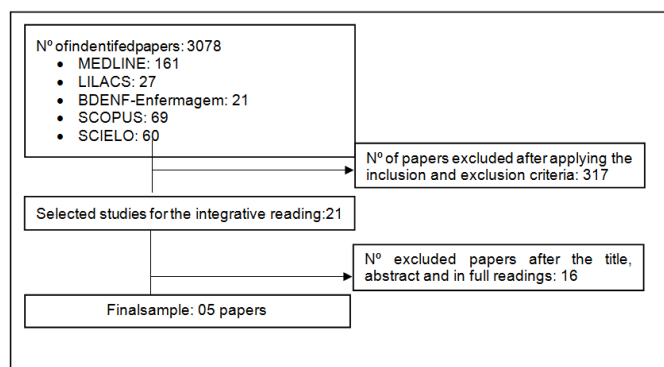 Nº ofindentifedpapers: 3078
• MEDLINE: 161
• LILACS: 27
• BDENF-Enfermagem: 21
• SCOPUS: 69
• SCIELO: 60
Nº of papers excluded after applying the
inclusion and exclusion criteria: 317
Selected studies for the integrative reading:21
Nº excluded papers after the title,
abstract and in full readings: 16
Finalsample: 05 papers